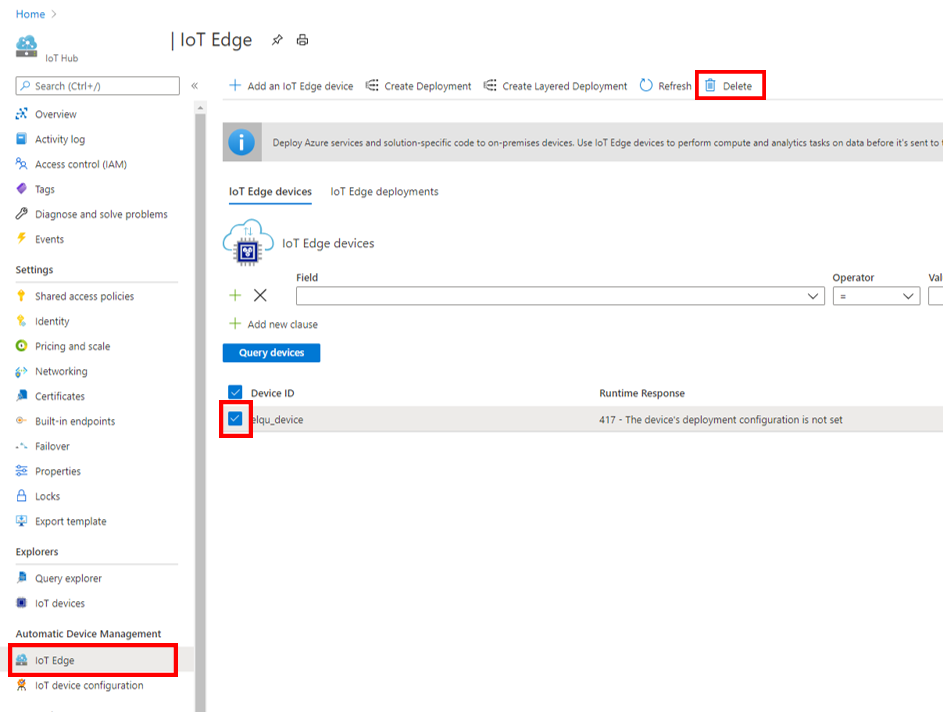 Home
| IoT Edge
IoT Hub
Search (Ctrl+/)
Overview
Activity log
Access control (IAM)
Tags
Diagnose and solve problems
Events
Settings
Shared access policies
Identity
Pricing and scale
Networking
Certificates
Built-in endpoints
Failover
Properties
Locks
Export template
Explorers
Query explorer
IoT devices
Automatic Device Management
IoT Edge
IoT device configuration
Add an IoT Edge device
Create Deployment
Create Layered Deployment
Refresh
Delete
Deploy Azure services and solution-specific code to on-premises devices. Use IoT Edge devices to perform compute and analytics tasks on data before it's sent to
IoT Edge devices
IoT Edge deployments
IoT Edge devices
Field
Operator
=
Add new clause
Query devices
Device ID
Runtime Response
elqu_device
417 - The device's deployment configuration is not set